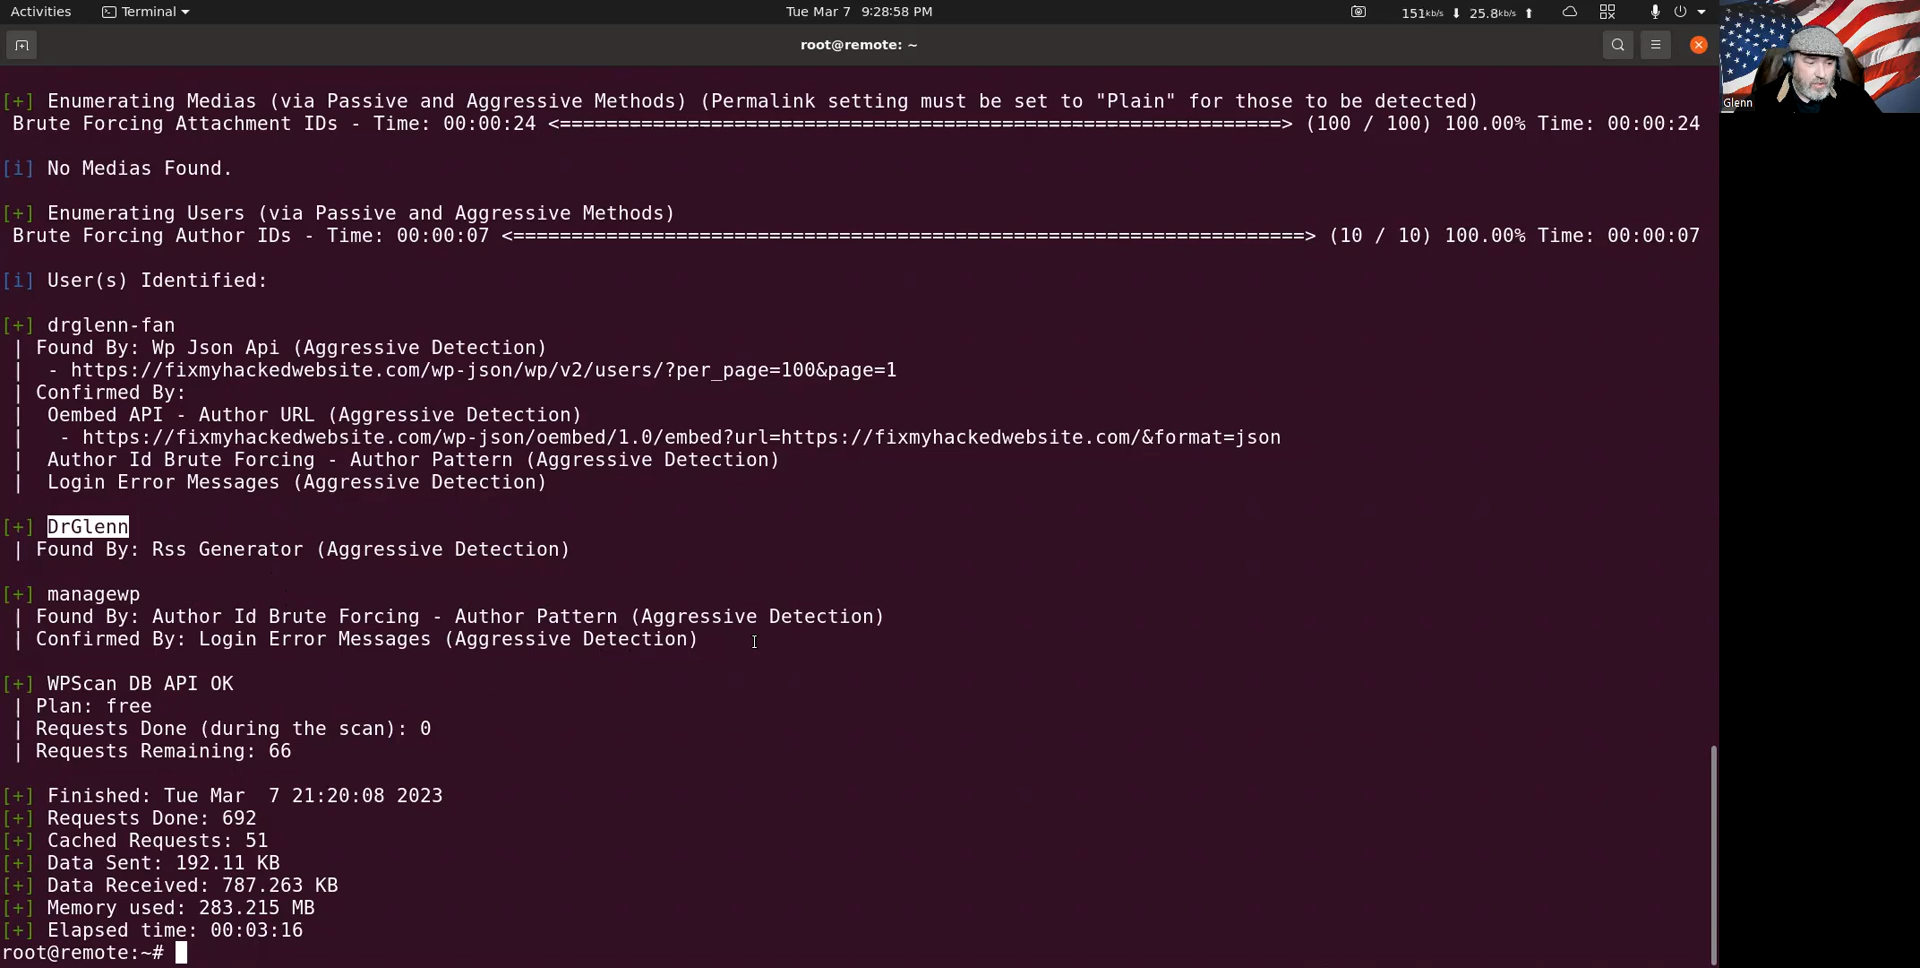 Activities Terminal Tue Mar 7 9:28:58 PM 151kb/s 25.8kb/s
root@remote: ~
Glenn
[+] Enumerating Medias (via Passive and Aggressive Methods) (Permalink setting must be set to "Plain" for those to be detected)
Brute Forcing Attachment IDs - Time: 00:00:24 <==============================================================> (100 / 100) 100.00% Time: 00:00:24
[i] No Medias Found.
[+] Enumerating Users (via Passive and Aggressive Methods)
Brute Forcing Author IDs - Time: 00:00:07 <====================================================================> (10 / 10) 100.00% Time: 00:00:07
[i] User(s) Identified:
[+] drglenn-fan
| Found By: Wp Json Api (Aggressive Detection)
|  - https://fixmyhackedwebsite.com/wp-json/wp/v2/users/?per_page=100&page=1
| Confirmed By:
|  Oembed API - Author URL (Aggressive Detection)
|   - https://fixmyhackedwebsite.com/wp-json/oembed/1.0/embed?url=https://fixmyhackedwebsite.com/&format=json
|  Author Id Brute Forcing - Author Pattern (Aggressive Detection)
|  Login Error Messages (Aggressive Detection)
[+] DrGlenn
| Found By: Rss Generator (Aggressive Detection)
[+] managewp
| Found By: Author Id Brute Forcing - Author Pattern (Aggressive Detection)
| Confirmed By: Login Error Messages (Aggressive Detection)
[+] WPScan DB API OK
| Plan: free
| Requests Done (during the scan): 0
| Requests Remaining: 66
[+] Finished: Tue Mar  7 21:20:08 2023
[+] Requests Done: 692
[+] Cached Requests: 51
[+] Data Sent: 192.11 KB
[+] Data Received: 787.263 KB
[+] Memory used: 283.215 MB
[+] Elapsed time: 00:03:16
root@remote:~#